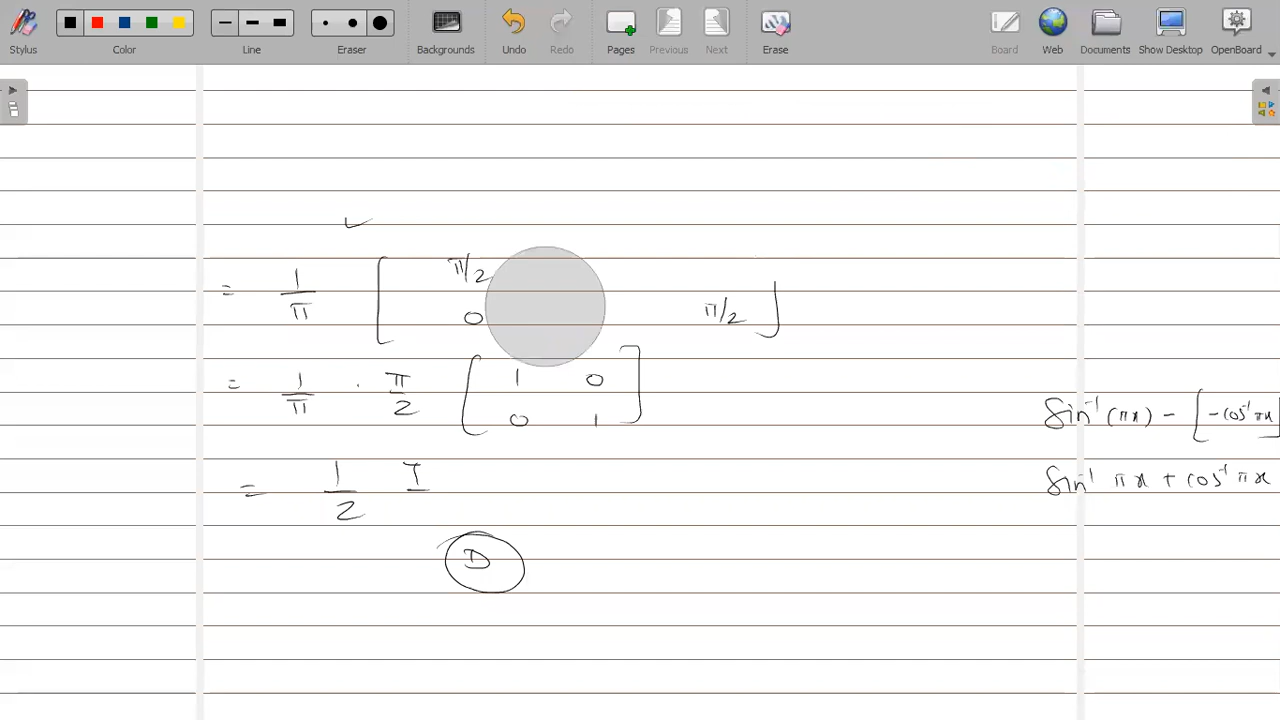 Stylus Color Line Eraser Backgrounds Undo Redo Pages Previous Next Erase Board Web Documents Show Desktop OpenBoard
= 1/π [ π/2
0 π/2 ]
= 1/π · π/2 [ 1 0
0 1 ]
sin⁻¹(πx) - [-cos⁻¹πx]
= 1/2 I
sin⁻¹ πx + cos⁻¹ πx
D